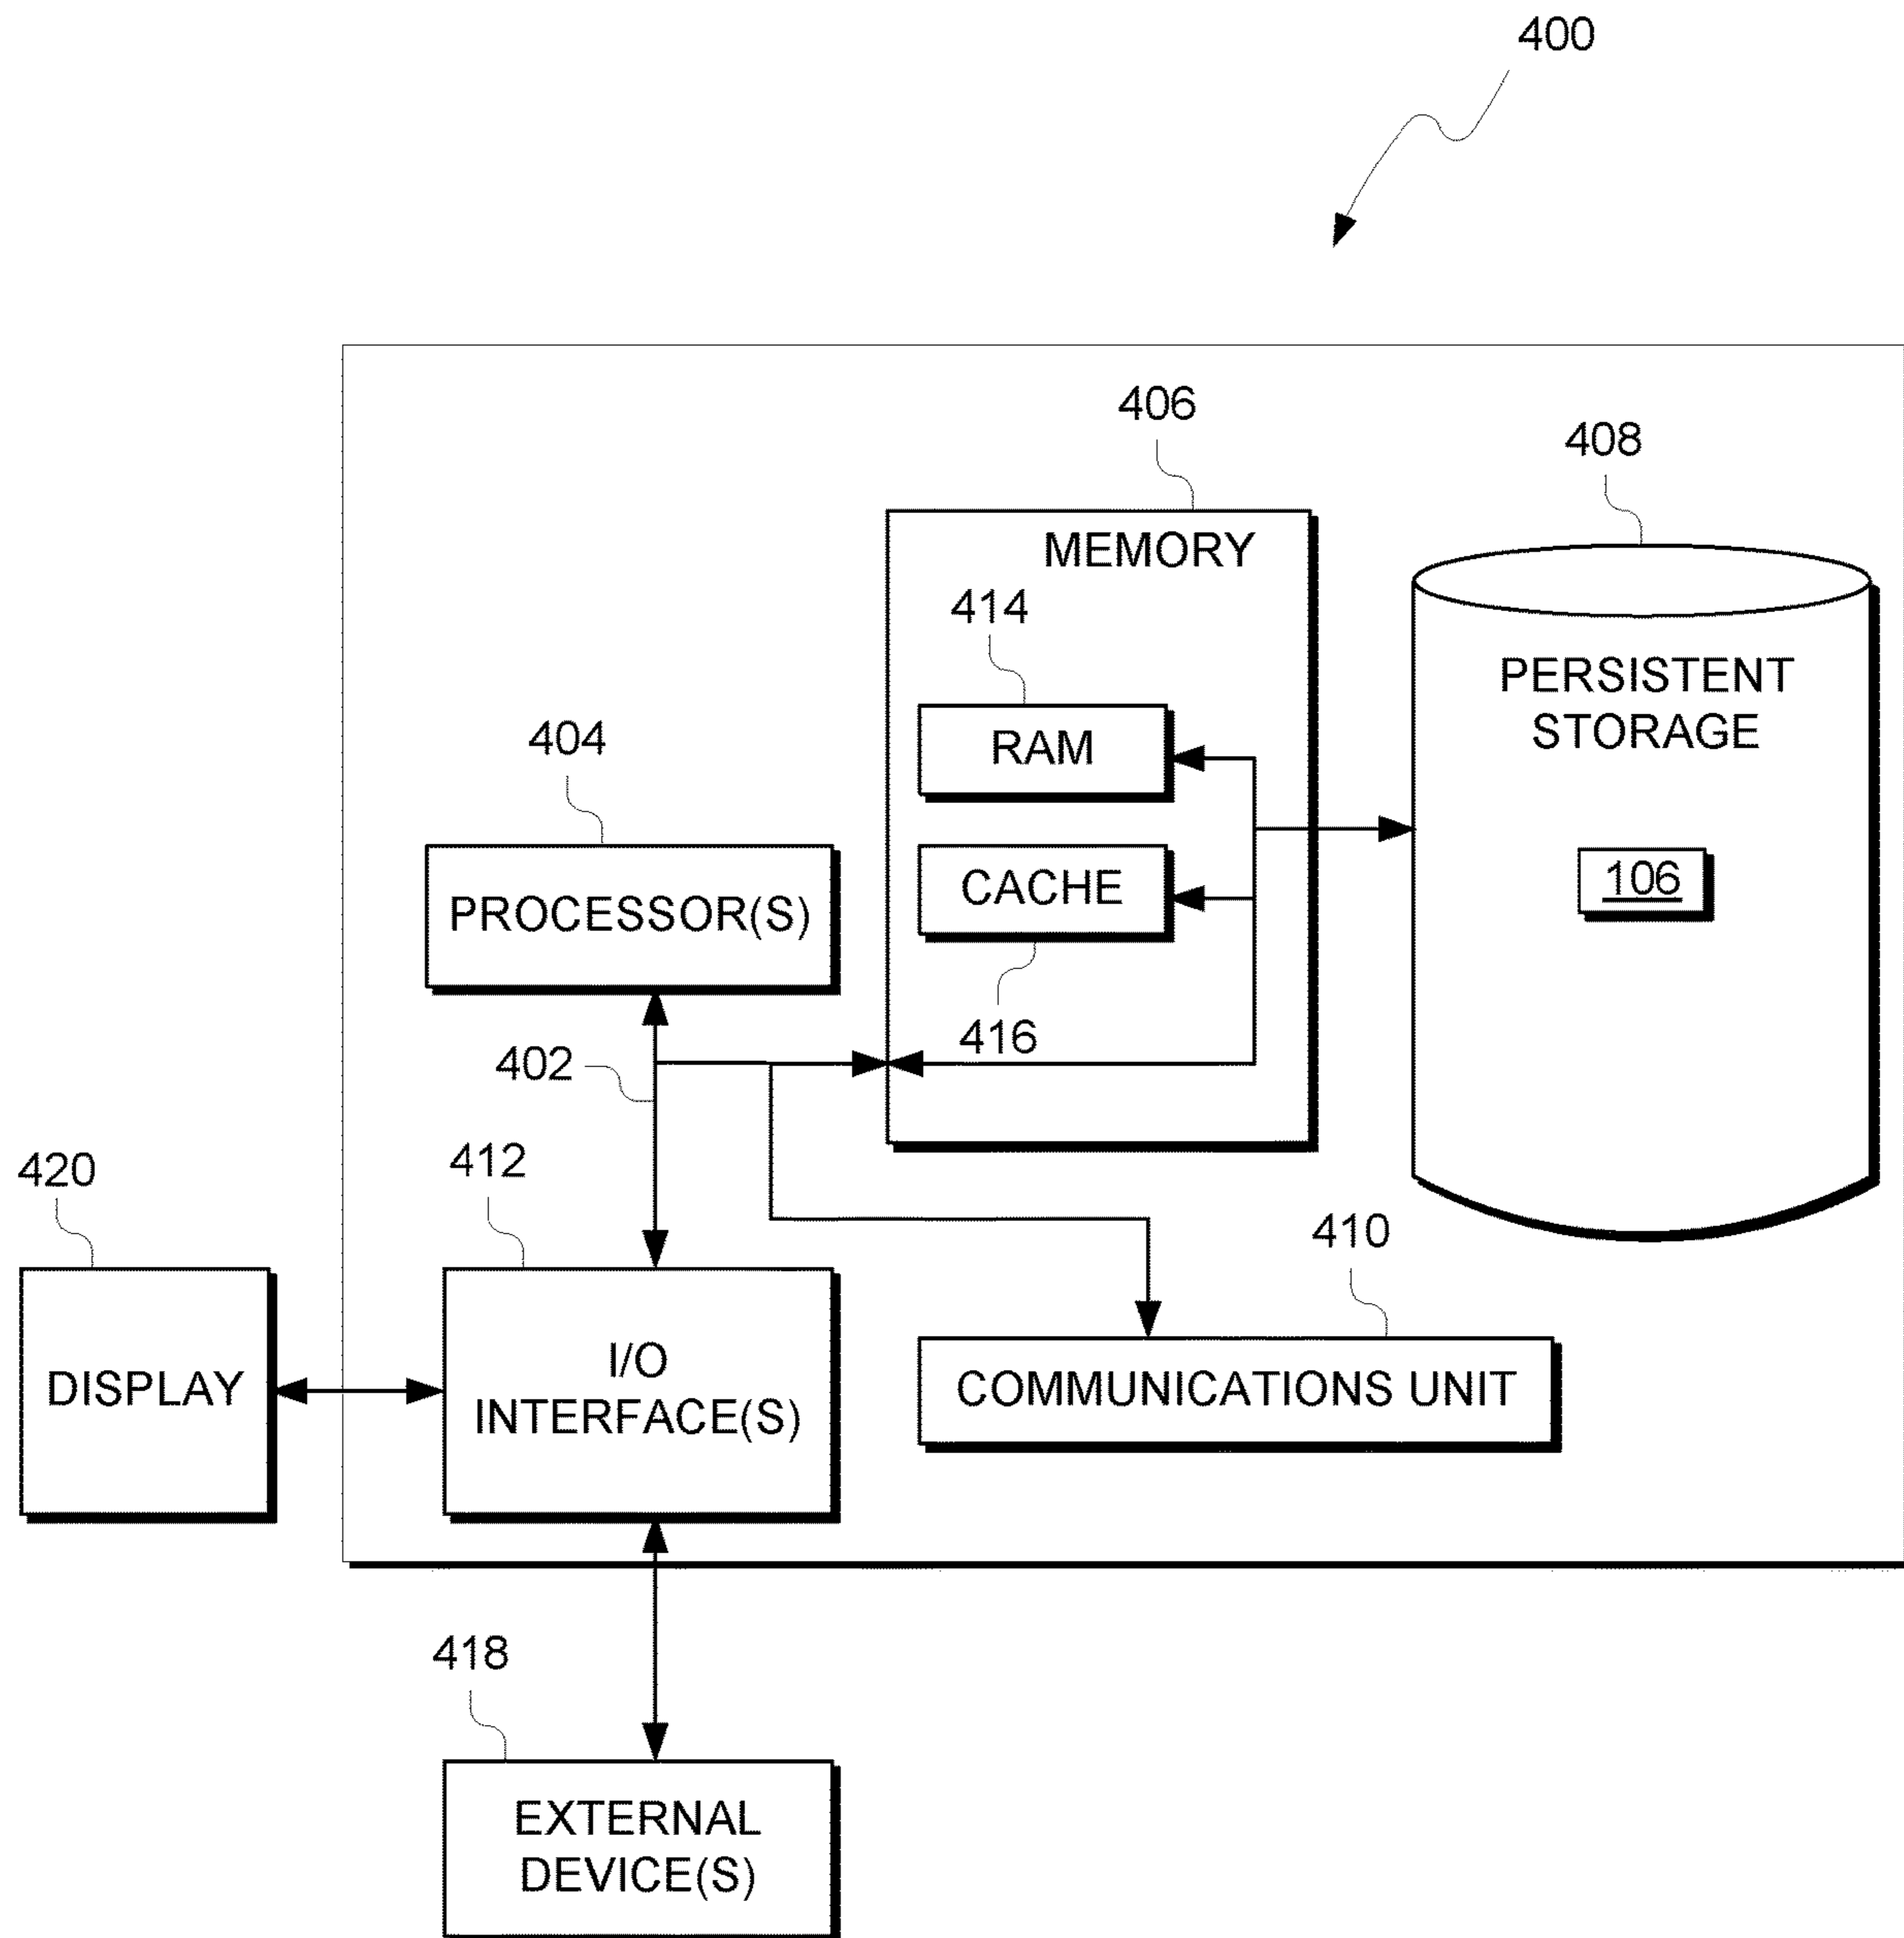 400
406
408
MEMORY
414
PERSISTENT
STORAGE
RAM
404
CACHE
106
PROCESSOR(S)
416
402
420
412
410
I/O
INTERFACE(S)
DISPLAY
COMMUNICATIONS UNIT
418
EXTERNAL
DEVICE(S)